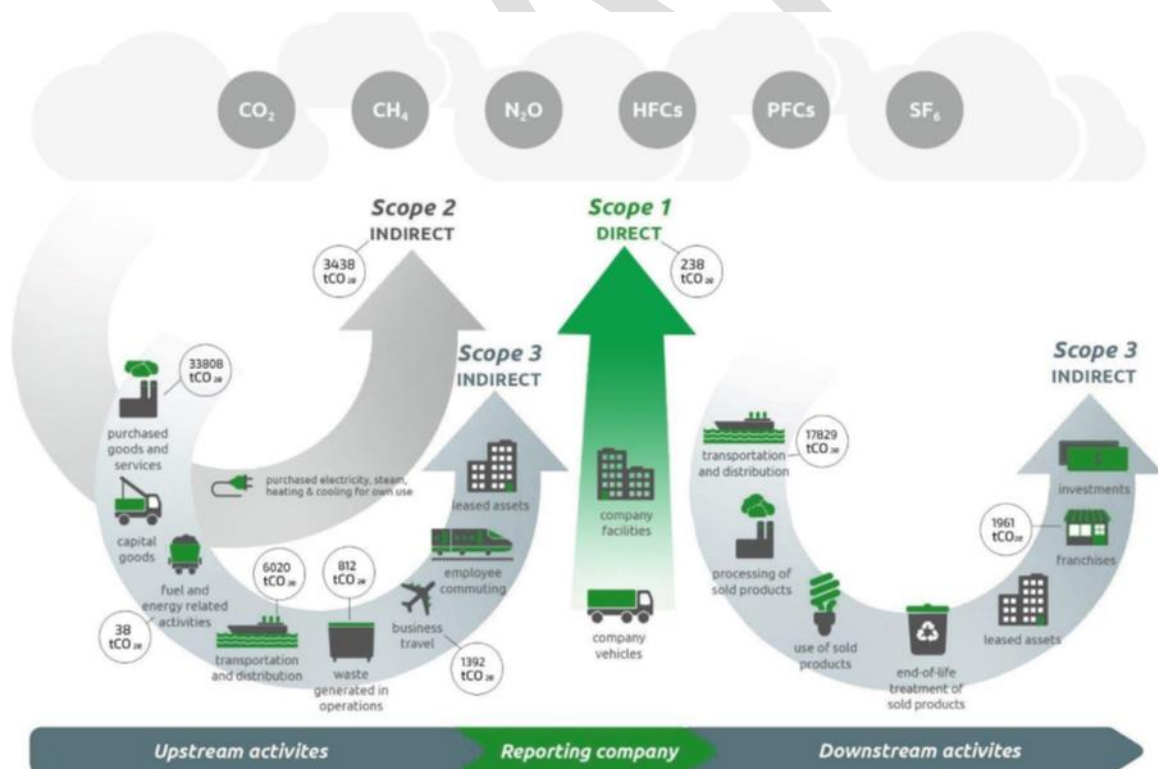 CO₂
CH₄
N₂O
HFCs
PFCs
SF₆
Scope 2
INDIRECT
3438
tCO₂e
Scope 1
DIRECT
238
tCO₂e
Scope 3
INDIRECT
Scope 3
INDIRECT
33808
tCO₂e
purchased
goods and
services
capital
goods
fuel and
energy related
activities
38
tCO₂e
purchased electricity, steam,
heating & cooling for own use
6020
tCO₂e
transportation
and distribution
812
tCO₂e
waste
generated in
operations
business
travel
1392
tCO₂e
employee
commuting
leased assets
company
facilities
company
vehicles
transportation
and distribution
17829
tCO₂e
processing of
sold products
use of sold
products
end-of-life
treatment of
sold products
leased assets
franchises
1961
tCO₂e
investments
Upstream activites
Reporting company
Downstream activites